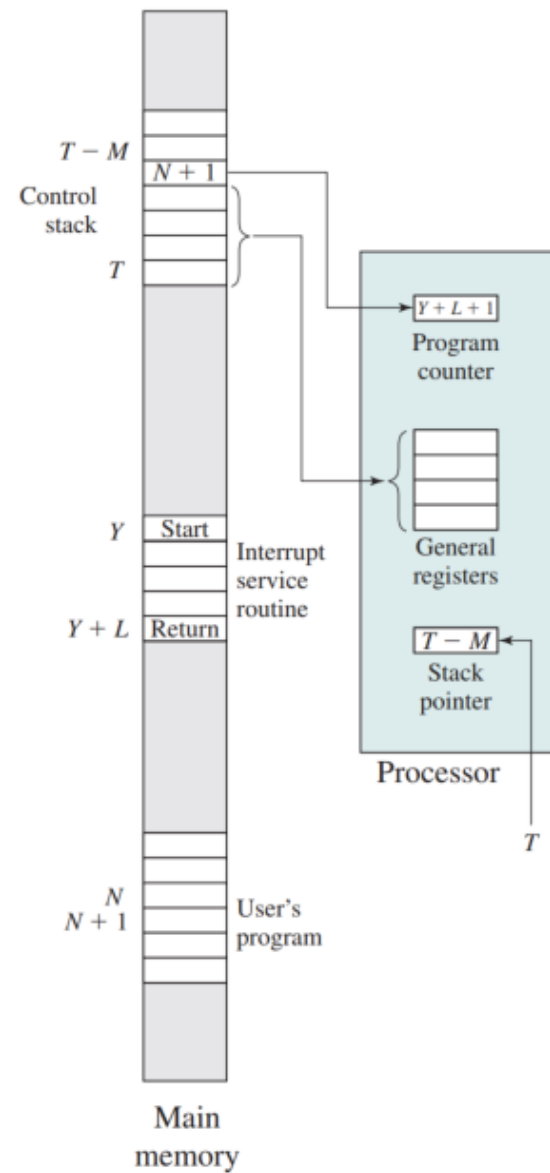 T − M
N + 1
Control
stack
T
Y + L + 1
Program
counter
Y
Start
Interrupt
service
routine
General
registers
Y + L
Return
T − M
Stack
pointer
Processor
T
N
N + 1
User's
program
Main
memory